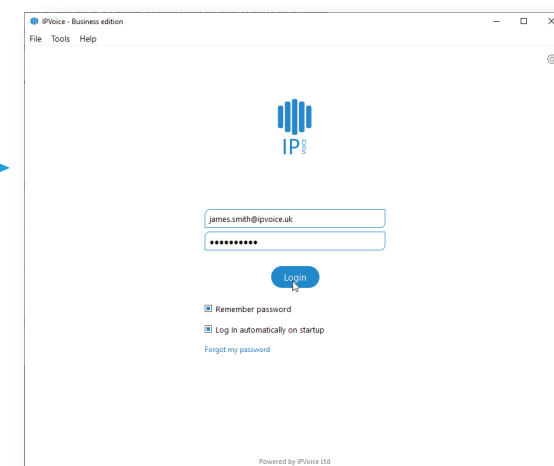 IPVoice - Business edition
File Tools Help
IP VOICE
james.smith@ipvoice.uk
••••••••••
Login
Remember password
Log In automatically on startup
Forgot my password
Powered by IPVoice Ltd